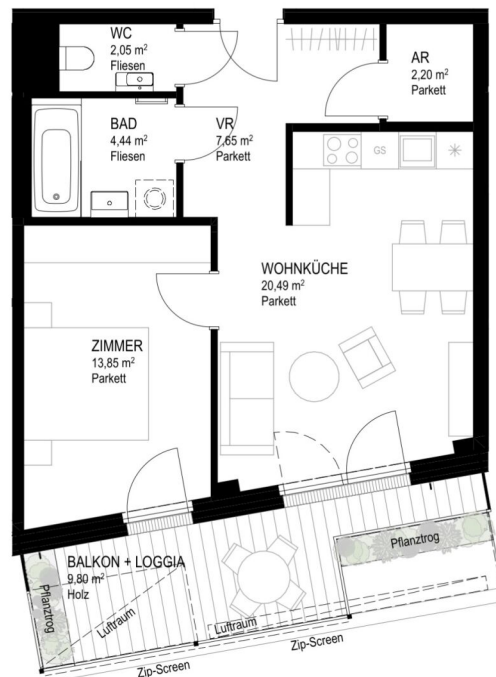 WC
2,05 m²
Fliesen
AR
2,20 m²
Parkett
BAD
4,44 m²
Fliesen
VR
7,65 m²
Parkett
GS
WOHNKÜCHE
20,49 m²
Parkett
ZIMMER
13,85 m²
Parkett
BALKON + LOGGIA
9,80 m²
Holz
Pflanztrog
Pflanztrog
Luftraum
Luftraum
Zip-Screen
Zip-Screen